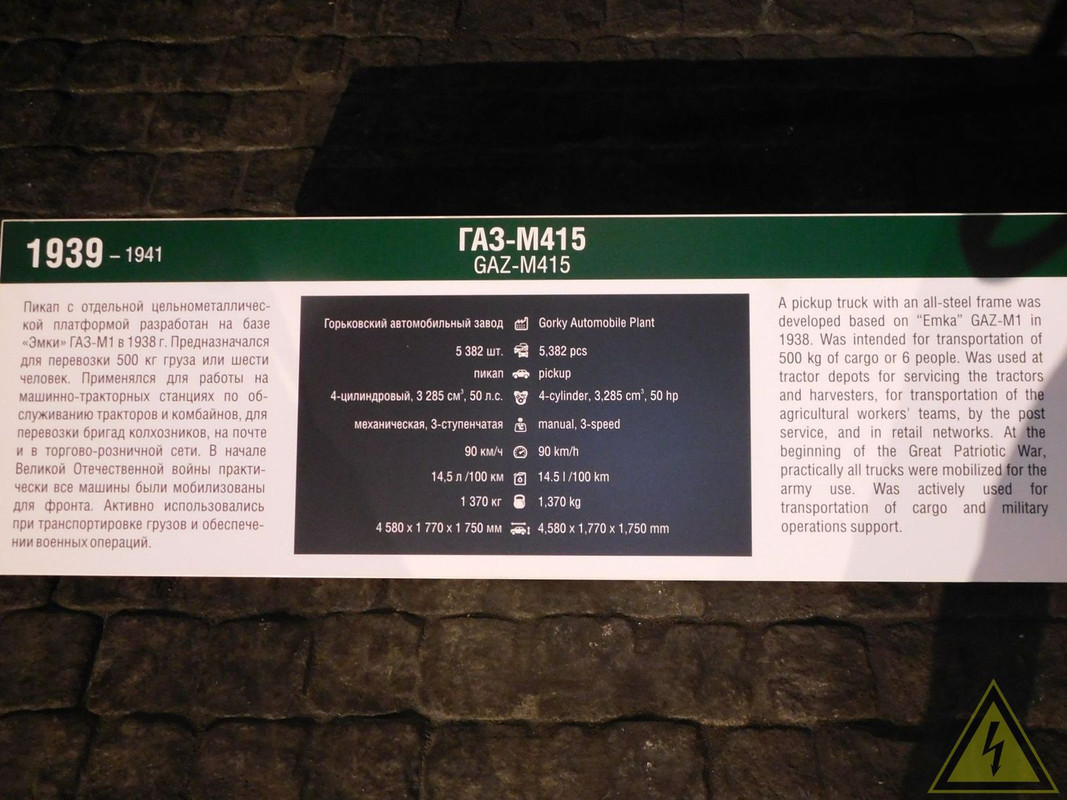 1939 – 1941
ГАЗ-М415
GAZ-M415
Пикап с отдельной цельнометалличес-
кой платформой разработан на базе
«Эмки» ГАЗ-М1 в 1938 г. Предназначался
для перевозки 500 кг груза или шести
человек. Применялся для работы на
машинно-тракторных станциях по об-
служиванию тракторов и комбайнов, для
перевозки бригад колхозников, на почте
и в торгово-розничной сети. В начале
Великой Отечественной войны практи-
чески все машины были мобилизованы
для фронта. Активно использовались
при транспортировке грузов и обеспече-
нии военных операций.
Горьковский автомобильный завод Gorky Automobile Plant
5 382 шт. 5,382 pcs
пикап pickup
4-цилиндровый, 3 285 см³, 50 л.с. 4-cylinder, 3,285 cm³, 50 hp
механическая, 3-ступенчатая manual, 3-speed
90 км/ч 90 km/h
14,5 л /100 км 14.5 l /100 km
1 370 кг 1,370 kg
4 580 x 1 770 x 1 750 мм 4,580 x 1,770 x 1,750 mm
A pickup truck with an all-steel frame was
developed based on “Emka” GAZ-M1 in
1938. Was intended for transportation of
500 kg of cargo or 6 people. Was used at
tractor depots for servicing the tractors
and harvesters, for transportation of the
agricultural workers' teams, by the post
service, and in retail networks. At the
beginning of the Great Patriotic War,
practically all trucks were mobilized for the
army use. Was actively used for
transportation of cargo and military
operations support.